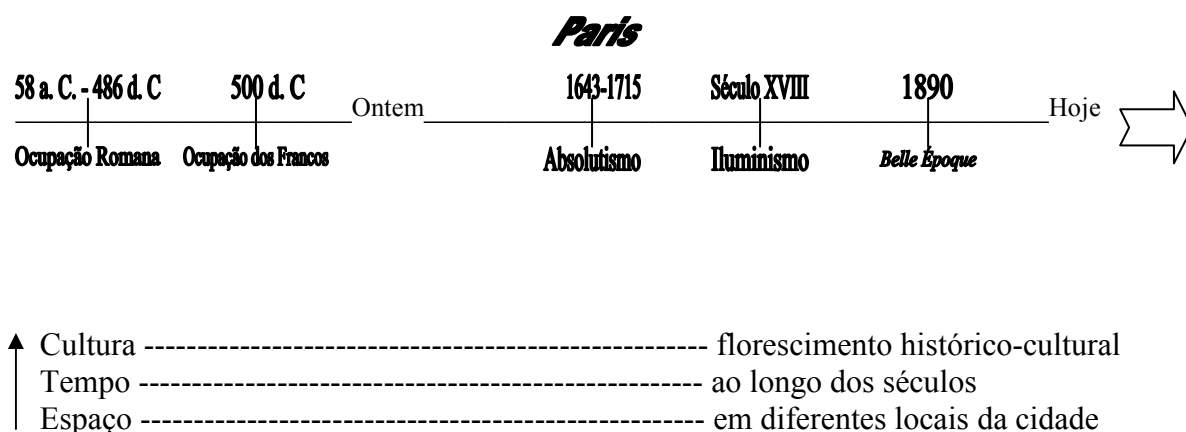 Paris
58 a. C. - 486 d. C 500 d. C 1643-1715 Século XVIII 1890
Ontem Hoje
Ocupação Romana Ocupação dos Francos Absolutismo Iluminismo Belle Époque
Cultura ---------------------------------------------------- florescimento histórico-cultural
Tempo ---------------------------------------------------- ao longo dos séculos
Espaço ---------------------------------------------------- em diferentes locais da cidade